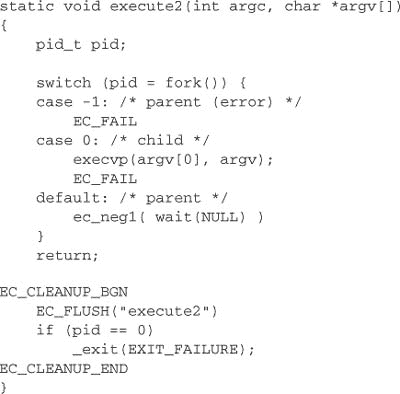 static void execute2(int argc, char *argv[])
{
    pid_t pid;

    switch (pid = fork()) {
    case -1: /* parent (error) */
        EC_FAIL
    case 0: /* child */
        execvp(argv[0], argv);
        EC_FAIL
    default: /* parent */
        ec_neg1( wait(NULL) )
    }
    return;

EC_CLEANUP_BGN
    EC_FLUSH("execute2")
    if (pid == 0)
        _exit(EXIT_FAILURE);
EC_CLEANUP_END
}